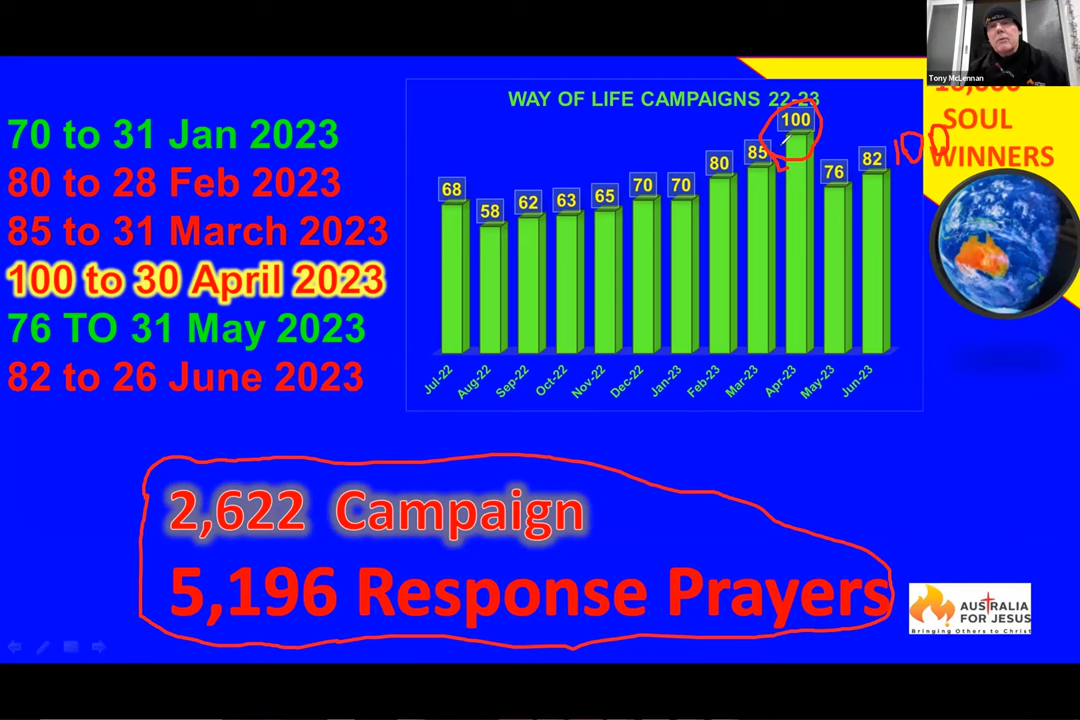 Tony McLennan
10,000
SOUL
WINNERS
WAY OF LIFE CAMPAIGNS 22-23
70 to 31 Jan 2023
80 to 28 Feb 2023
85 to 31 March 2023
100 to 30 April 2023
76 TO 31 May 2023
82 to 26 June 2023
68 58 62 63 65 70 70 80 85 100 76 82
100
Jul-22 Aug-22 Sep-22 Oct-22 Nov-22 Dec-22 Jan-23 Feb-23 Mar-23 Apr-23 May-23 Jun-23
2,622 Campaign
5,196 Response Prayers
AUSTRALIA
FOR JESUS
Bringing Others to Christ